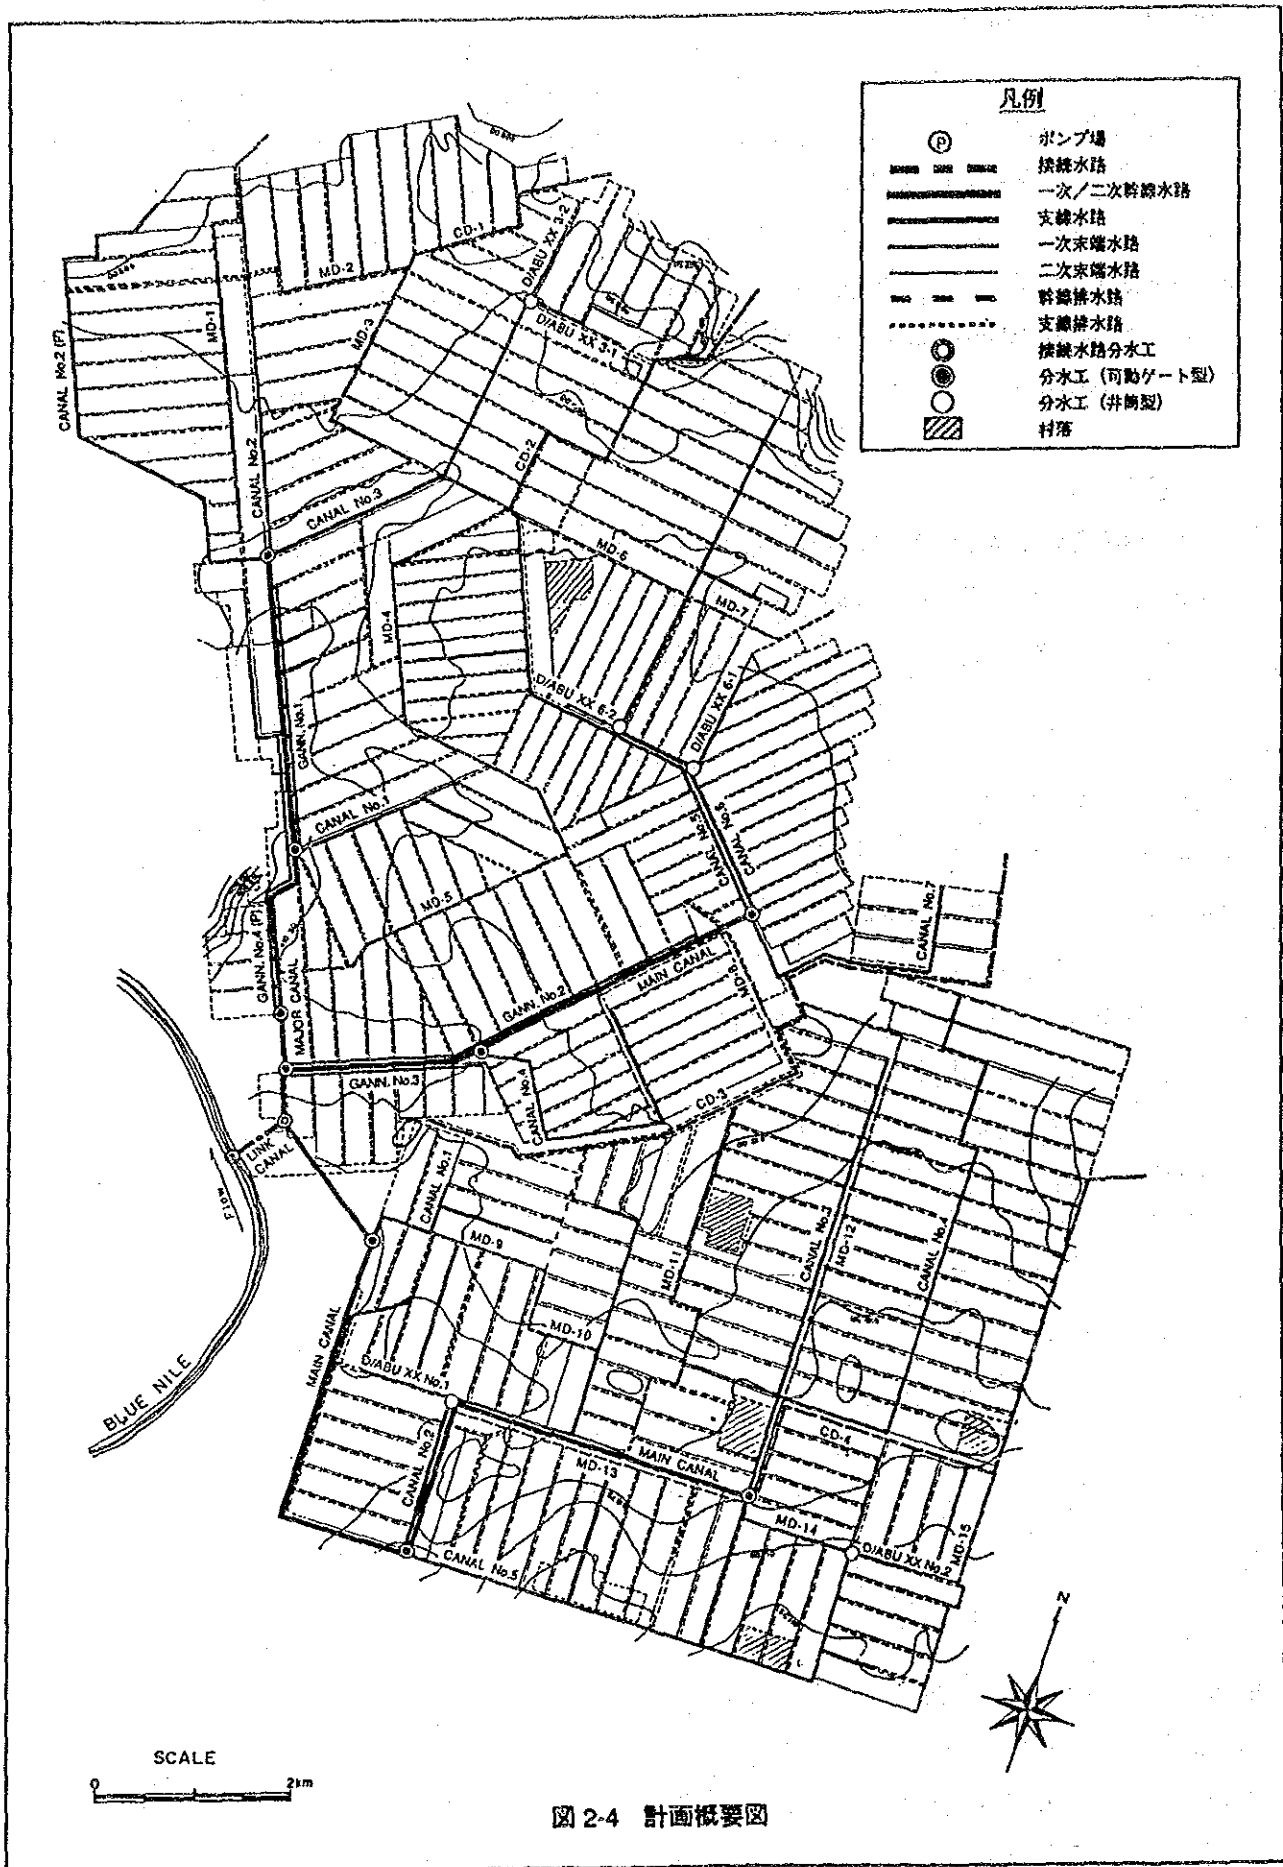 凡例
P ポンプ場
接続水路
一次/二次幹線水路
支線水路
一次末端水路
二次末端水路
幹線排水路
支線排水路
接続水路分水工
分水工 (可動ゲート型)
分水工 (井筒型)
村落
CD-1
MD-2
D/ABU XX 3-2
MD-1
MD-3
D/ABU XX 3-1
CANAL No.2 (P)
CANAL No.2
CD-2
CANAL No.3
MD-6
MD-7
MD-4
D/ABU XX 6-2
D/ABU XX 6-1
GANN. No.1
CANAL No.1
CANAL No.5
CANAL No.6
MD-5
CANAL No.7
GANN. No.4 (P)
MAJOR CANAL
GANN. No.2
MAIN CANAL
MD-8
GANN. No.3
CANAL No.4
CD-3
LINK
CANAL
Flow
CANAL No.1
MD-9
MD-11
CANAL No.3
MD-12
CANAL No.4
MD-10
MAIN CANAL
D/ABU XX No.1
BLUE NILE
CANAL No.2
MD-13
MAIN CANAL
CD-4
MD-14
D/ABU XX No.2
MD-15
CANAL No.5
N
SCALE
0 2km
図 2-4 計画概要図